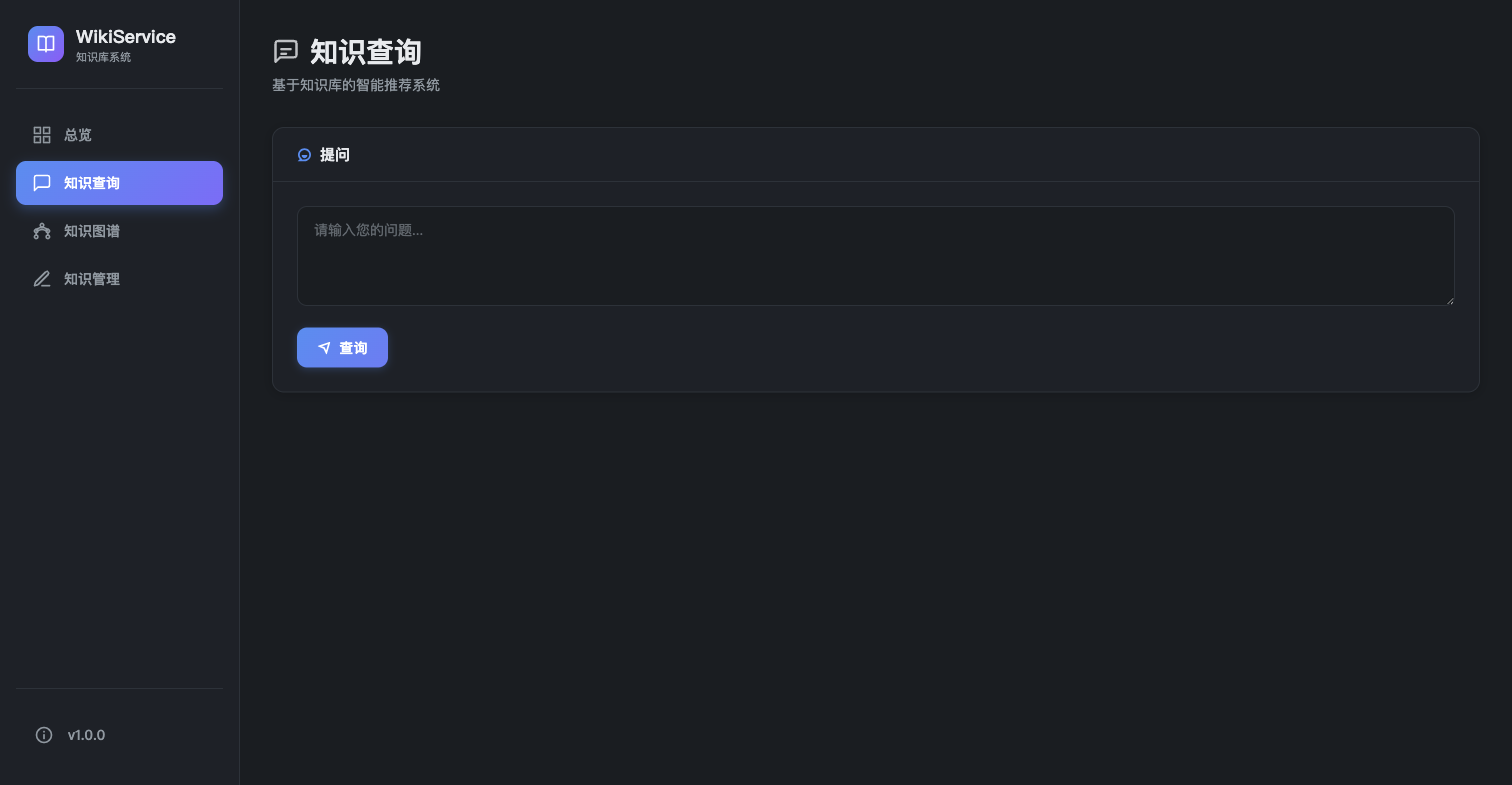 WikiService
知识库系统
总览
知识查询
知识图谱
知识管理
v1.0.0
知识查询
基于知识库的智能推荐系统
提问
请输入您的问题...
查询